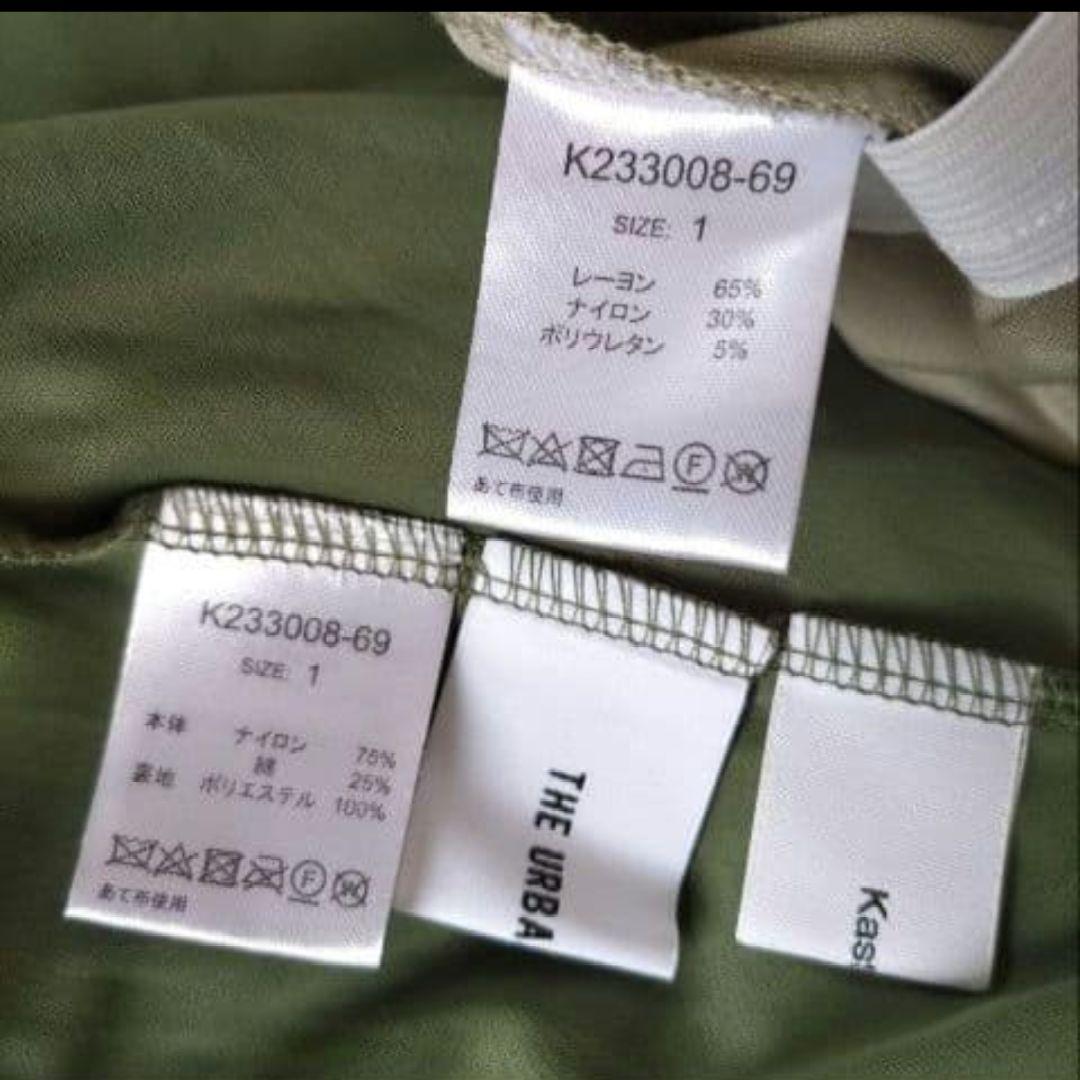 K233008-69
SIZE: 1
レーヨン 65%
ナイロン 30%
ポリウレタン 5%
F
W
あて布使用
K233008-69
SIZE: 1
本体 ナイロン 75%
綿 25%
裏地 ポリエステル 100%
F
W
あて布使用
THE URBA
Kas